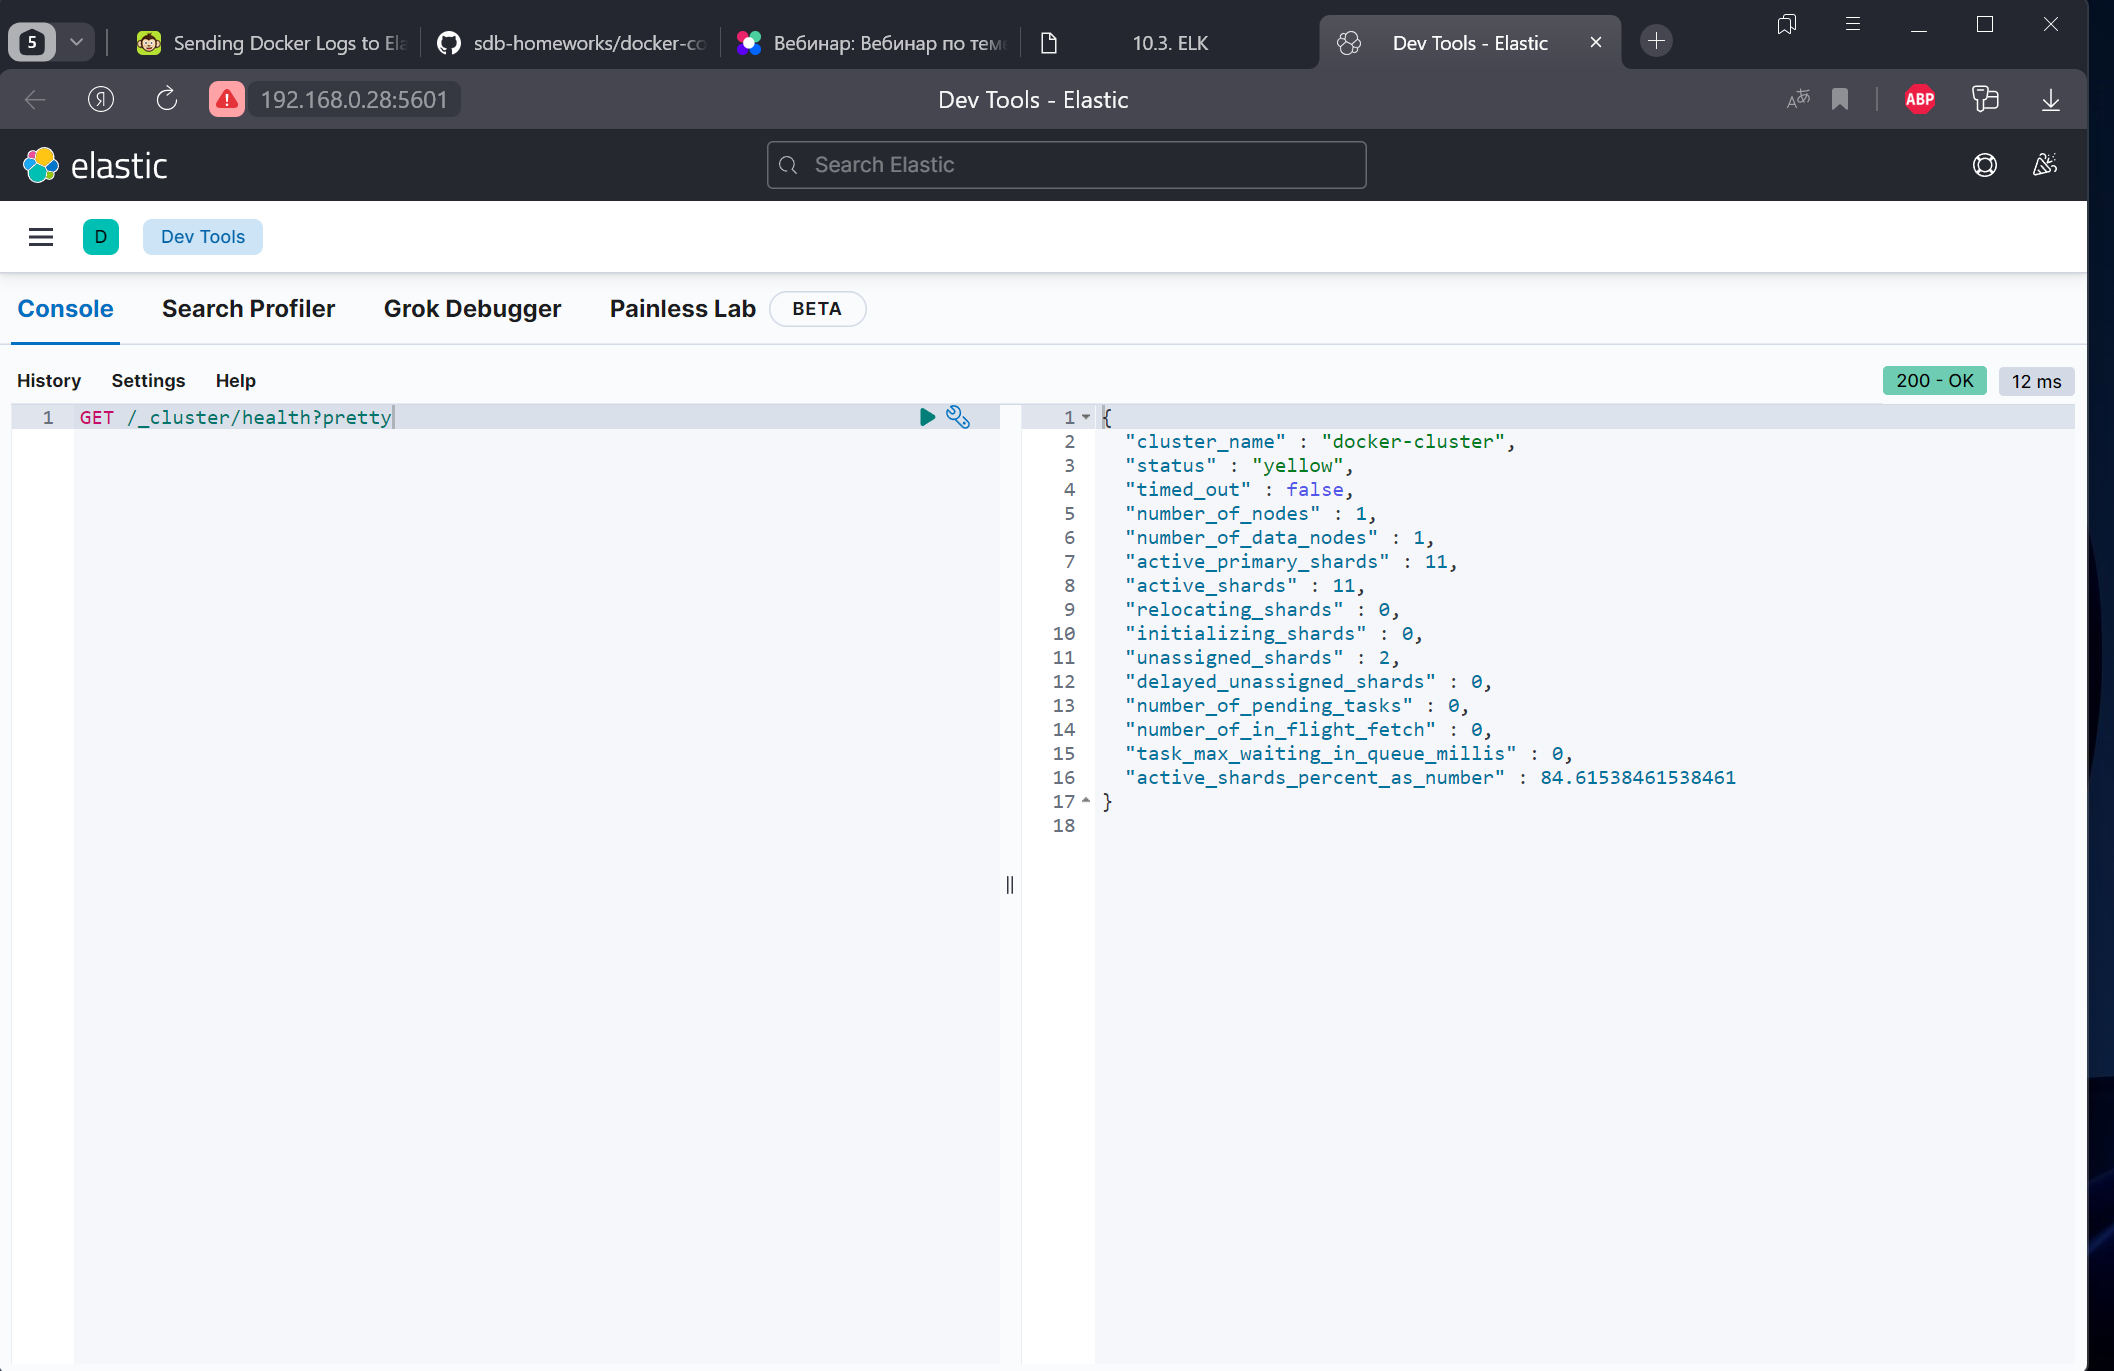 5
Sending Docker Logs to Ela
sdb-homeworks/docker-co
Вебинар: Вебинар по теме
10.3. ELK
Dev Tools - Elastic
192.168.0.28:5601
Dev Tools - Elastic
ABP
elastic
Search Elastic
D
Dev Tools
Console
Search Profiler
Grok Debugger
Painless Lab
BETA
History
Settings
Help
200 - OK
12 ms
1 GET /_cluster/health?pretty
1 {
2 "cluster_name" : "docker-cluster",
3 "status" : "yellow",
4 "timed_out" : false,
5 "number_of_nodes" : 1,
6 "number_of_data_nodes" : 1,
7 "active_primary_shards" : 11,
8 "active_shards" : 11,
9 "relocating_shards" : 0,
10 "initializing_shards" : 0,
11 "unassigned_shards" : 2,
12 "delayed_unassigned_shards" : 0,
13 "number_of_pending_tasks" : 0,
14 "number_of_in_flight_fetch" : 0,
15 "task_max_waiting_in_queue_millis" : 0,
16 "active_shards_percent_as_number" : 84.61538461538461
17 }
18